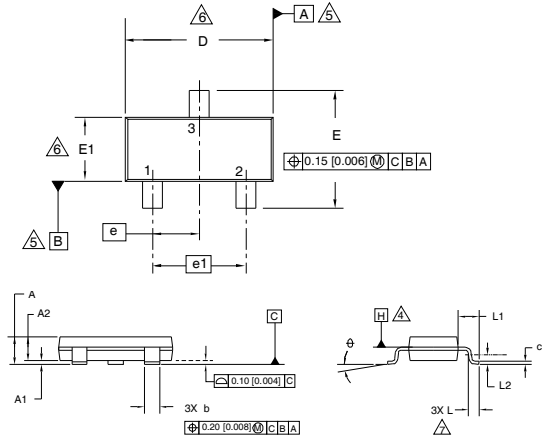 6
D
A 5
3
E
6 E1
⌖ 0.15 [0.006] Ⓜ C B A
1 2
5 B
e
e1
A
A2
C
H 4
L1
θ
c
A1
⌓ 0.10 [0.004] C
L2
3X b
3X L
⌖ 0.20 [0.008] Ⓜ C B A
7